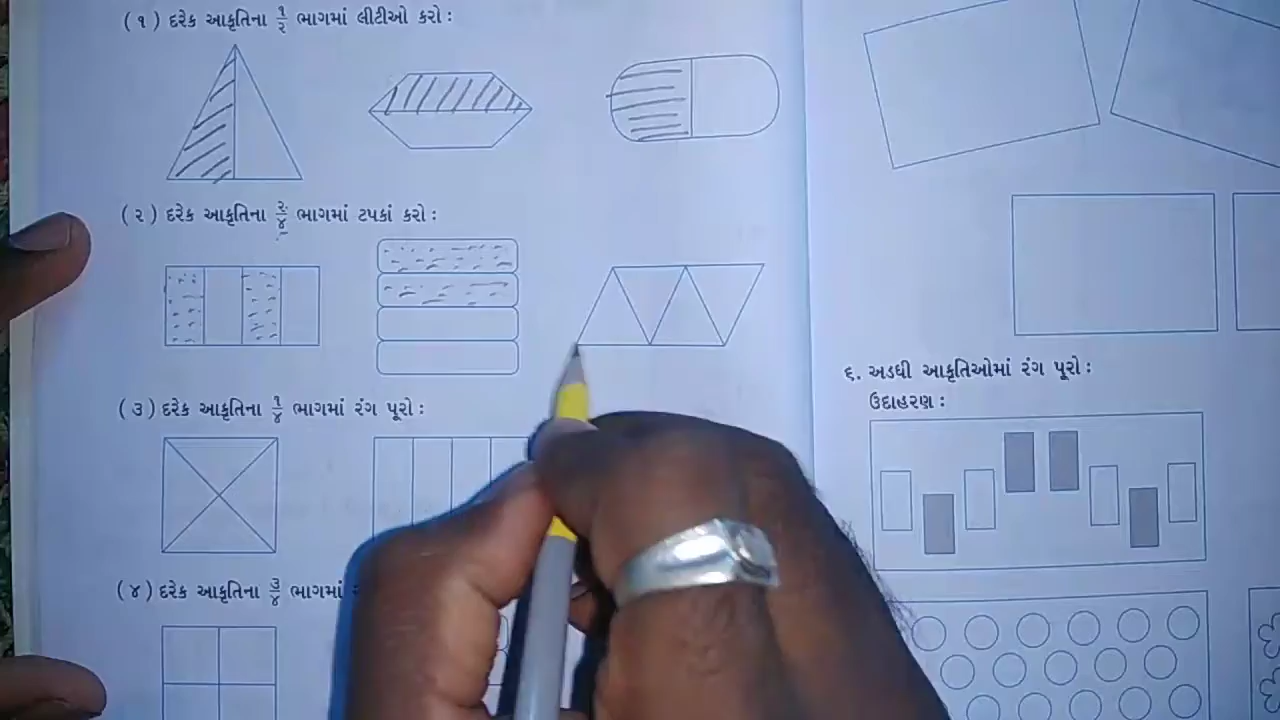 (૧) દરેક આકૃતિના ૧/૨ ભાગમાં લીટીઓ કરો :
(૨) દરેક આકૃતિના ૨/૪ ભાગમાં ટપકાં કરો :
(૩) દરેક આકૃતિના ૧/૪ ભાગમાં રંગ પૂરો :
(૪) દરેક આકૃતિના ૩/૪ ભાગમાં
૬. અડધી આકૃતિઓમાં રંગ પૂરો :
ઉદાહરણ :